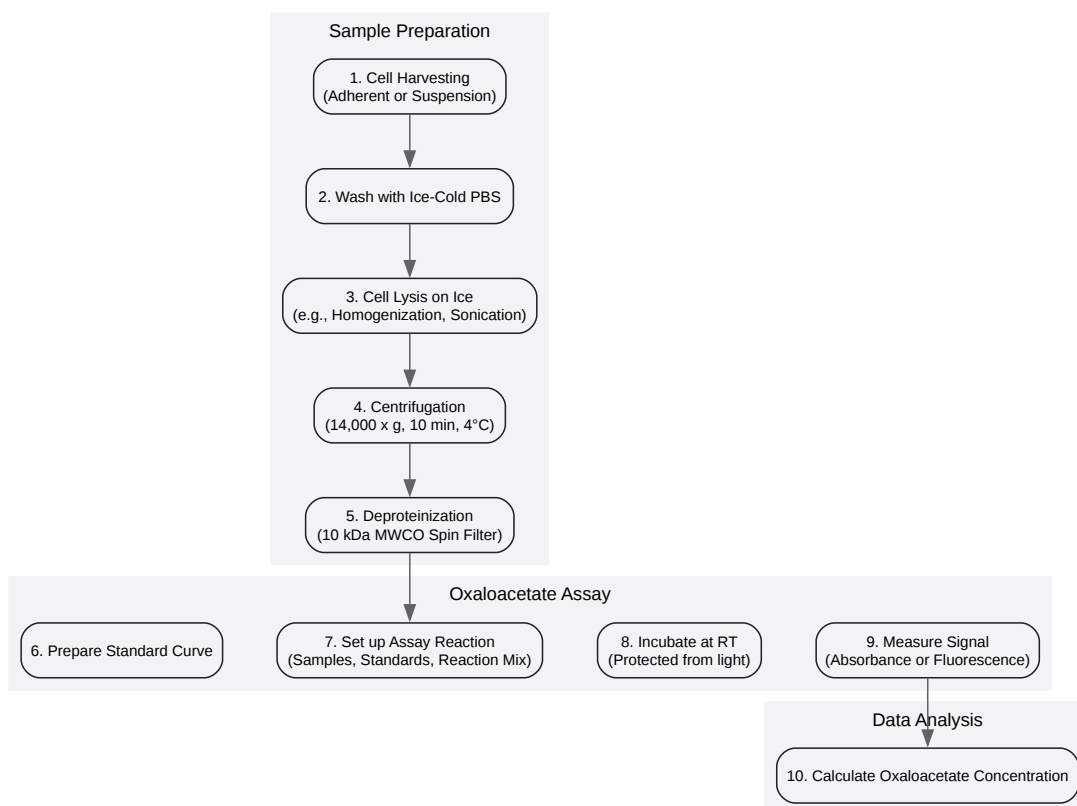 Sample Preparation
1. Cell Harvesting
(Adherent or Suspension)
2. Wash with Ice-Cold PBS
3. Cell Lysis on Ice
(e.g., Homogenization, Sonication)
4. Centrifugation
(14,000 x g, 10 min, 4°C)
5. Deproteinization
(10 kDa MWCO Spin Filter)
Oxaloacetate Assay
6. Prepare Standard Curve
7. Set up Assay Reaction
(Samples, Standards, Reaction Mix)
8. Incubate at RT
(Protected from light)
9. Measure Signal
(Absorbance or Fluorescence)
Data Analysis
10. Calculate Oxaloacetate Concentration